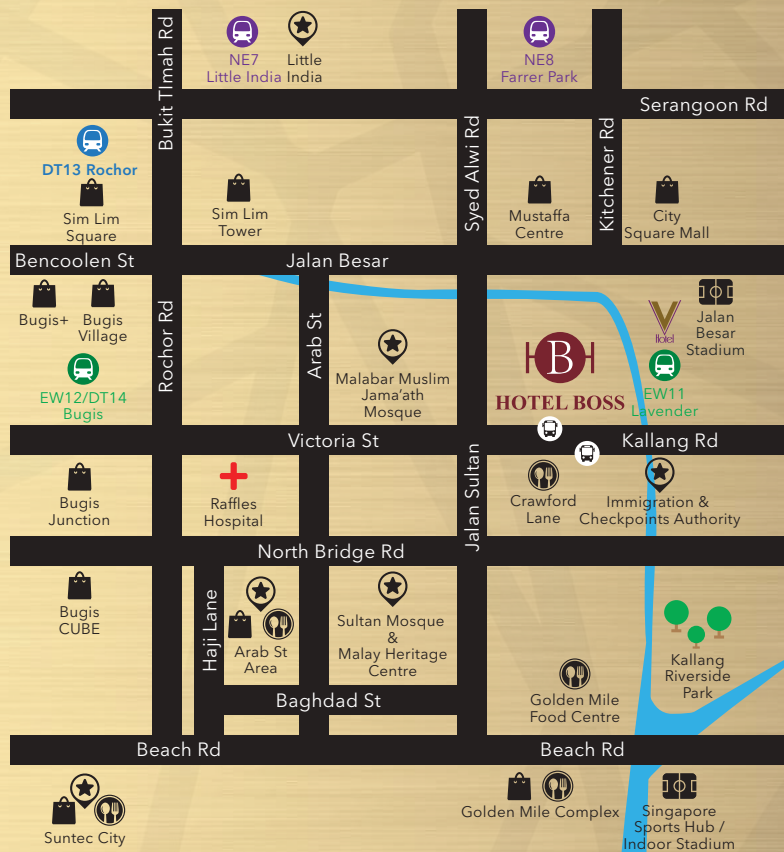 Bukit TImah Rd
NE7
Little India
Little
India
NE8
Farrer Park
Serangoon Rd
DT13 Rochor
Sim Lim
Square
Sim Lim
Tower
Syed Alwi Rd
Mustaffa
Centre
Kitchener Rd
City
Square Mall
Bencoolen St
Jalan Besar
Bugis+
Bugis
Village
Rochor Rd
Arab St
EW12/DT14
Bugis
Malabar Muslim
Jama'ath
Mosque
B
HOTEL BOSS
V
Hotel
Jalan
Besar
Stadium
EW11
Lavender
Victoria St
Kallang Rd
Jalan Sultan
Bugis
Junction
Raffles
Hospital
Crawford
Lane
Immigration &
Checkpoints Authority
North Bridge Rd
Bugis
CUBE
Haji Lane
Arab St
Area
Sultan Mosque
&
Malay Heritage
Centre
Kallang
Riverside
Park
Baghdad St
Golden Mile
Food Centre
Beach Rd
Beach Rd
Suntec City
Golden Mile Complex
Singapore
Sports Hub /
Indoor Stadium